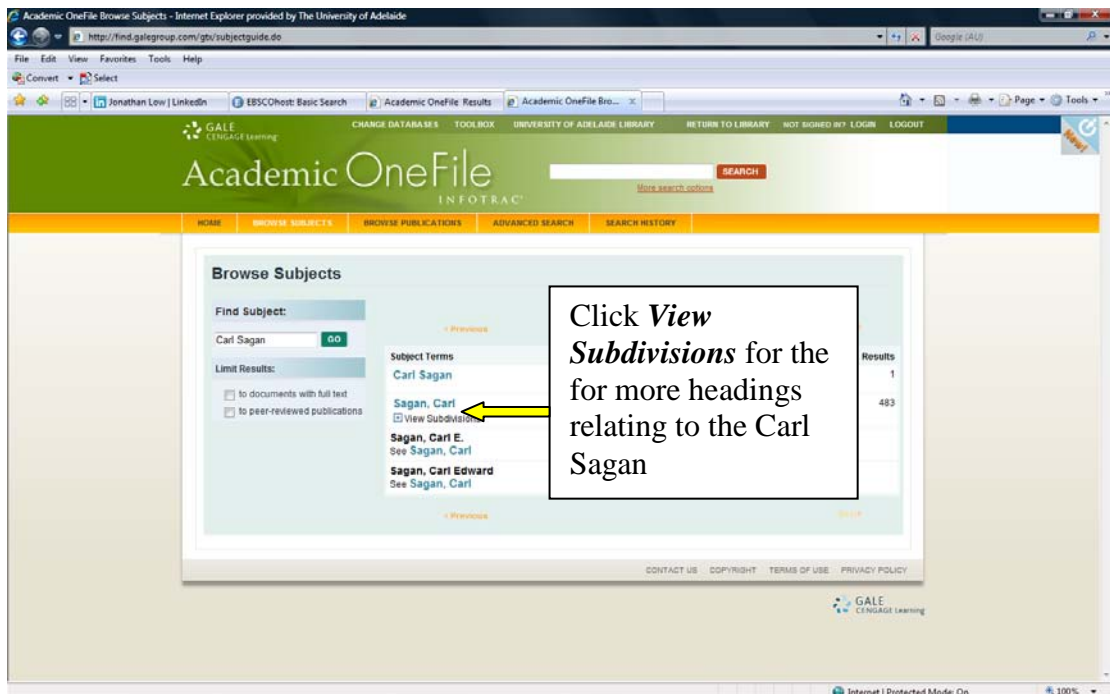 Academic OneFile Browse Subjects - Internet Explorer provided by The University of Adelaide
http://find.galegroup.com/gtx/subjectguide.do
Google (AU)
File Edit View Favorites Tools Help
Convert Select
Jonathan Low | LinkedIn EBSCOhost: Basic Search Academic OneFile Results Academic OneFile Bro... x Page Tools
GALE
CENGAGE Learning
CHANGE DATABASES TOOLBOX UNIVERSITY OF ADELAIDE LIBRARY RETURN TO LIBRARY NOT SIGNED IN? LOGIN LOGOUT
New!
Academic OneFile
INFOTRAC
SEARCH
More search options
HOME BROWSE SUBJECTS BROWSE PUBLICATIONS ADVANCED SEARCH SEARCH HISTORY
Browse Subjects
Find Subject:
Carl Sagan GO
Limit Results:
to documents with full text
to peer-reviewed publications
< Previous
Subject Terms Results
Carl Sagan 1
Sagan, Carl 483
View Subdivisions
Sagan, Carl E.
See Sagan, Carl
Sagan, Carl Edward
See Sagan, Carl
< Previous
Click View
Subdivisions for the
for more headings
relating to the Carl
Sagan
CONTACT US COPYRIGHT TERMS OF USE PRIVACY POLICY
GALE
CENGAGE Learning
Internet | Protected Mode: On 100%